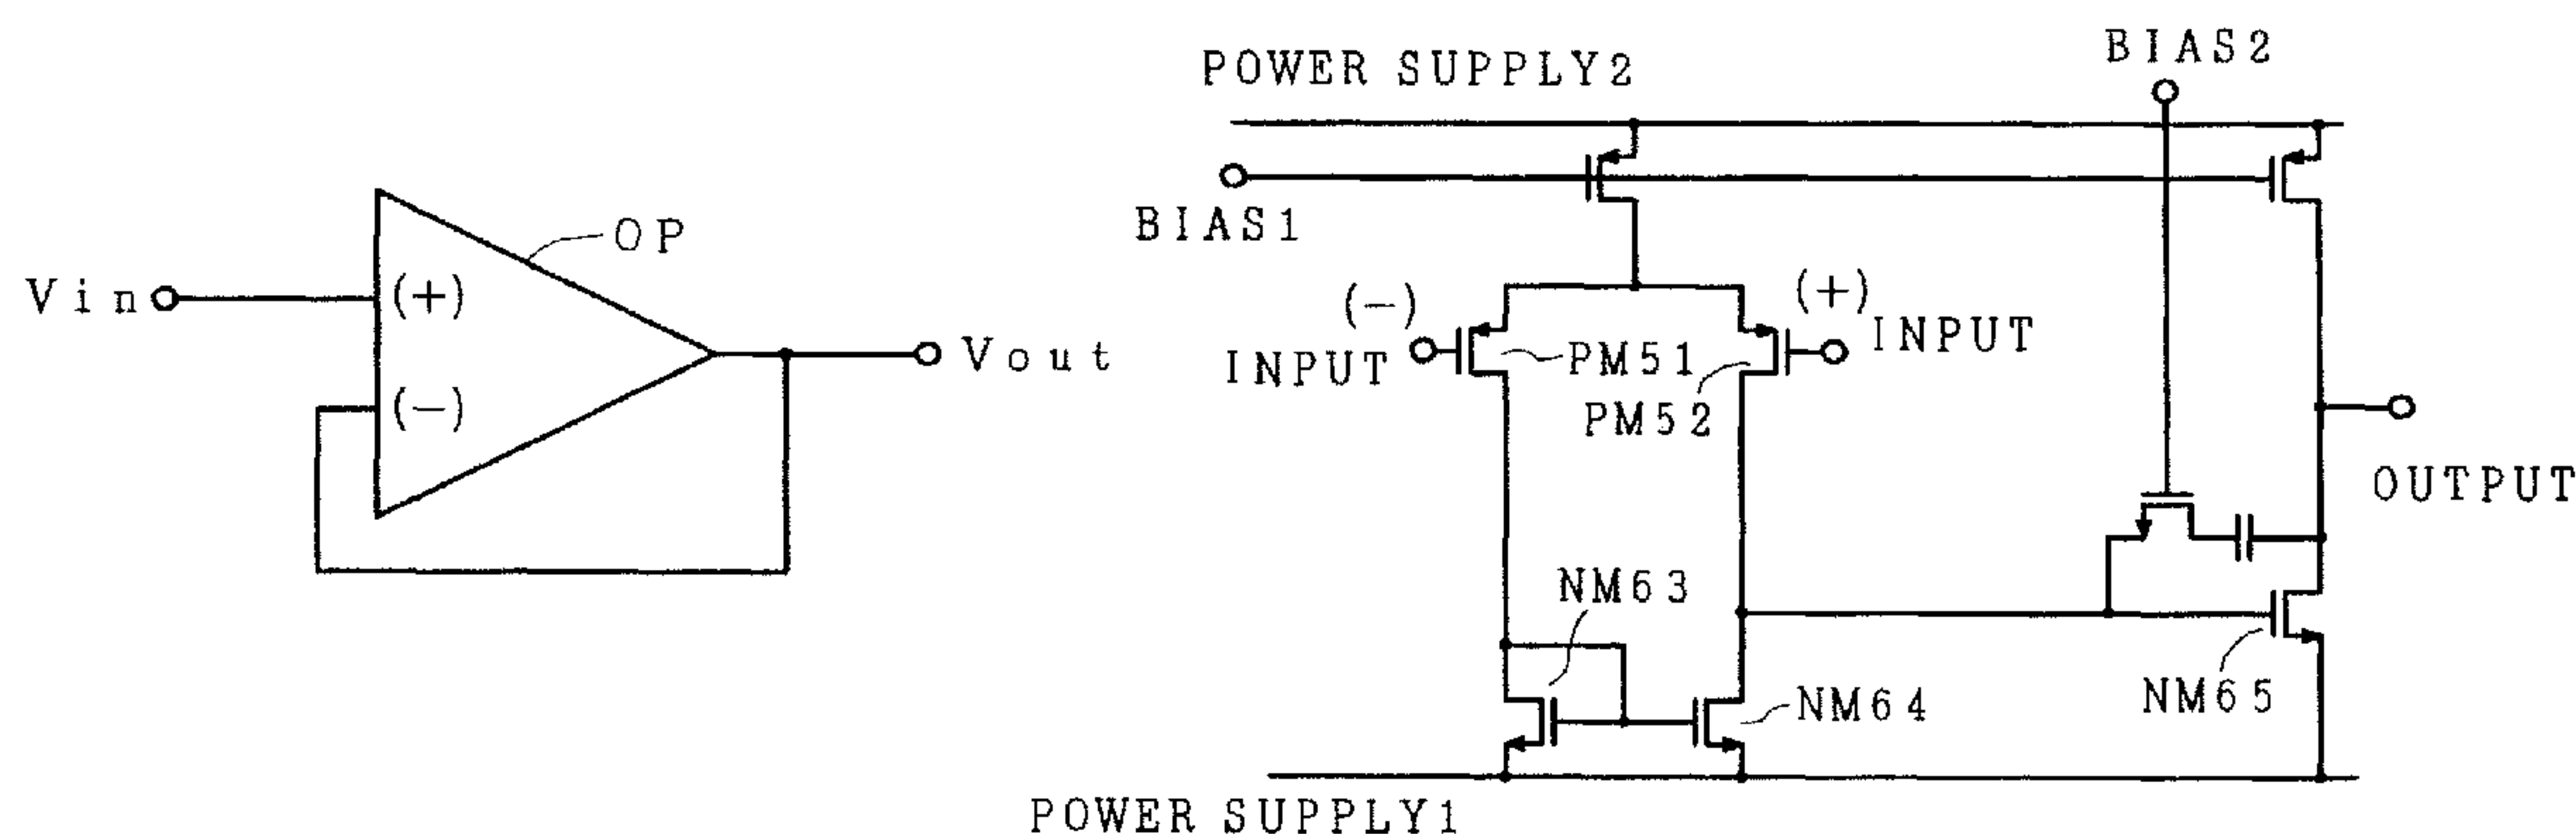 Vin
(+)
(-)
OP
Vout
POWER SUPPLY2
BIAS2
BIAS1
(-)
INPUT
PM51
(+)
INPUT
PM52
OUTPUT
NM63
NM64
NM65
POWER SUPPLY1